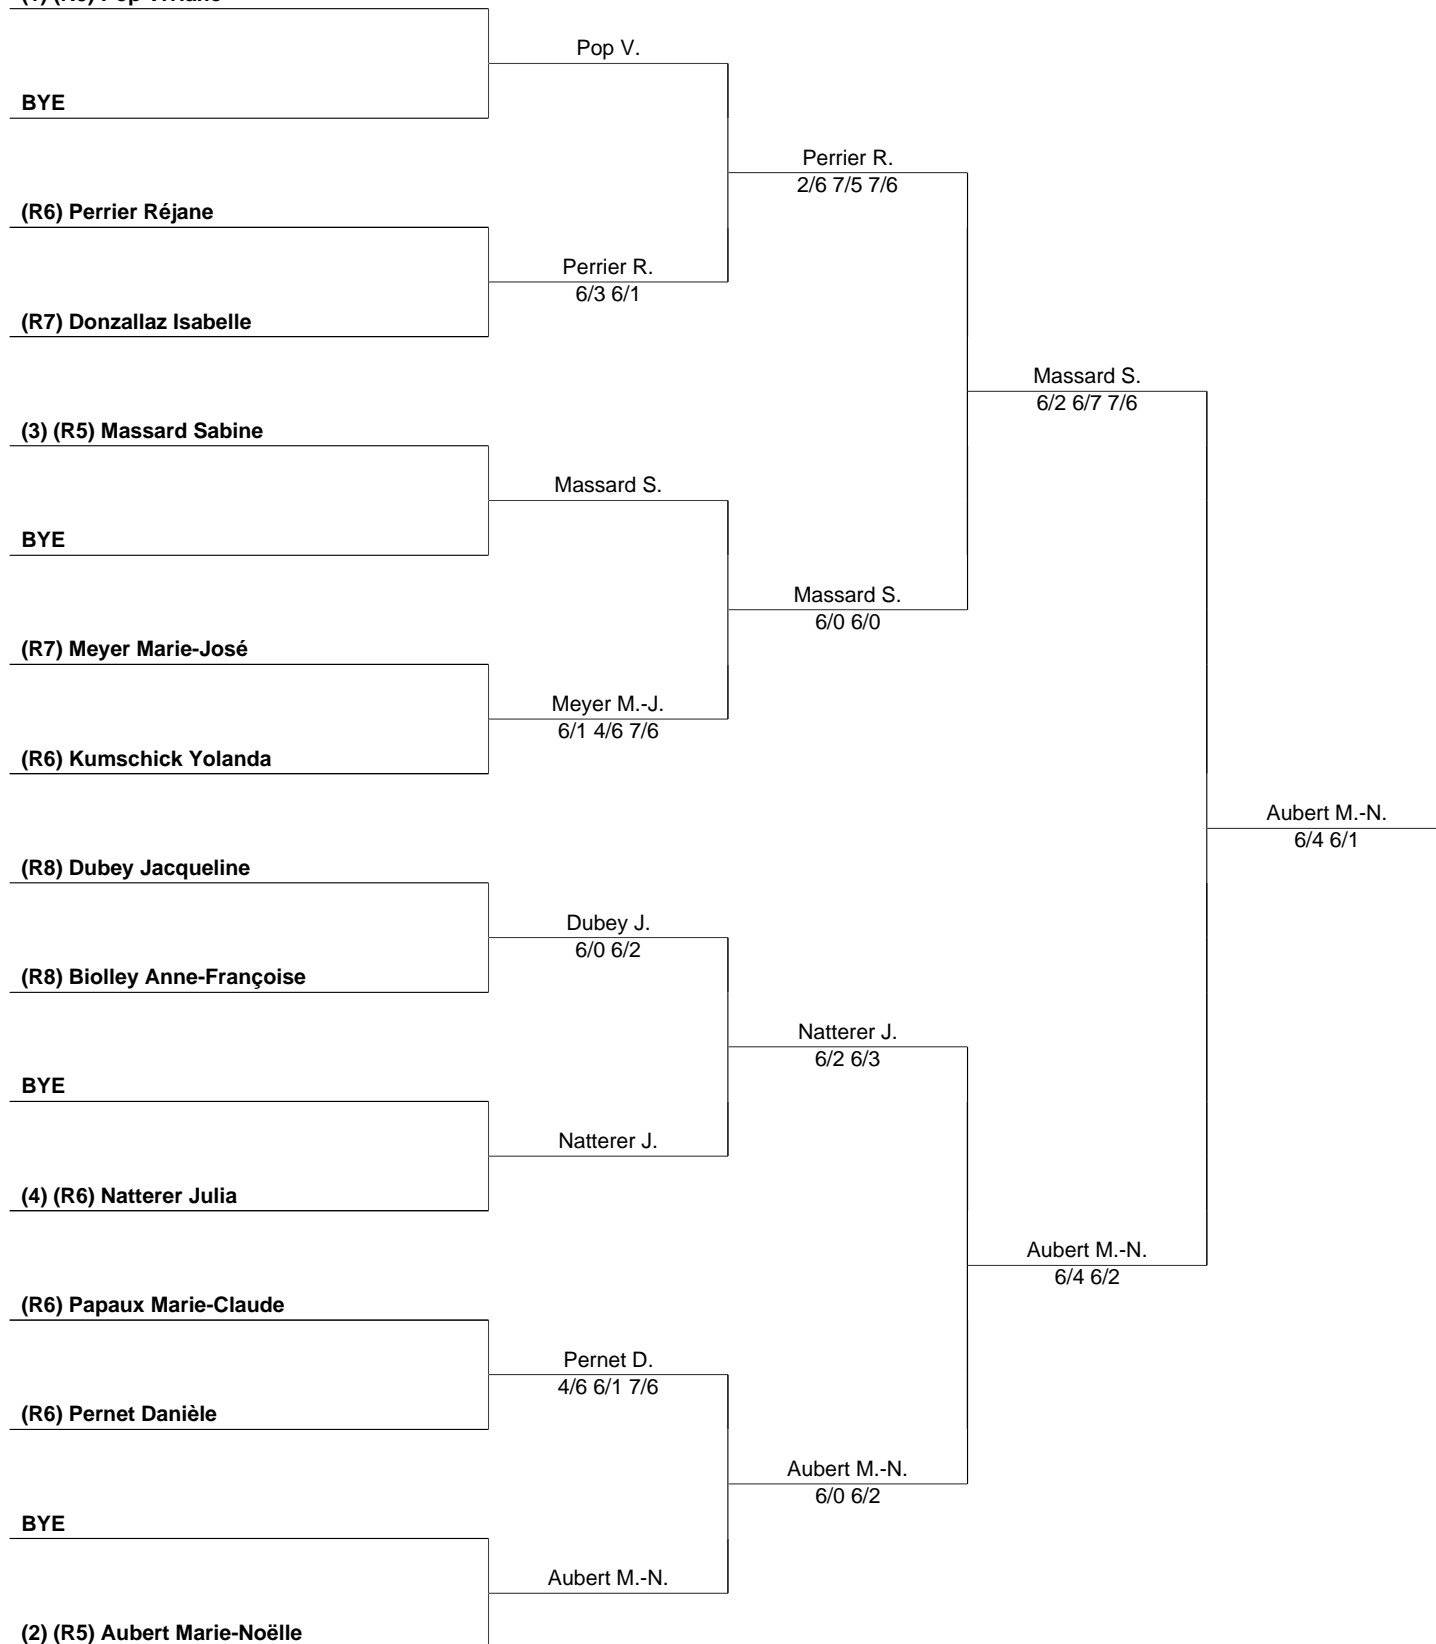 Pop V.
BYE
Perrier R.
2/6 7/5 7/6
(R6) Perrier Réjane
Perrier R.
6/3 6/1
(R7) Donzallaz Isabelle
Massard S.
6/2 6/7 7/6
(3) (R5) Massard Sabine
Massard S.
BYE
Massard S.
6/0 6/0
(R7) Meyer Marie-José
Meyer M.-J.
6/1 4/6 7/6
(R6) Kumschick Yolanda
Aubert M.-N.
6/4 6/1
(R8) Dubey Jacqueline
Dubey J.
6/0 6/2
(R8) Biolley Anne-Françoise
Natterer J.
6/2 6/3
BYE
Natterer J.
(4) (R6) Natterer Julia
Aubert M.-N.
6/4 6/2
(R6) Papaux Marie-Claude
Pernet D.
4/6 6/1 7/6
(R6) Pernet Danièle
Aubert M.-N.
6/0 6/2
BYE
Aubert M.-N.
(2) (R5) Aubert Marie-Noëlle